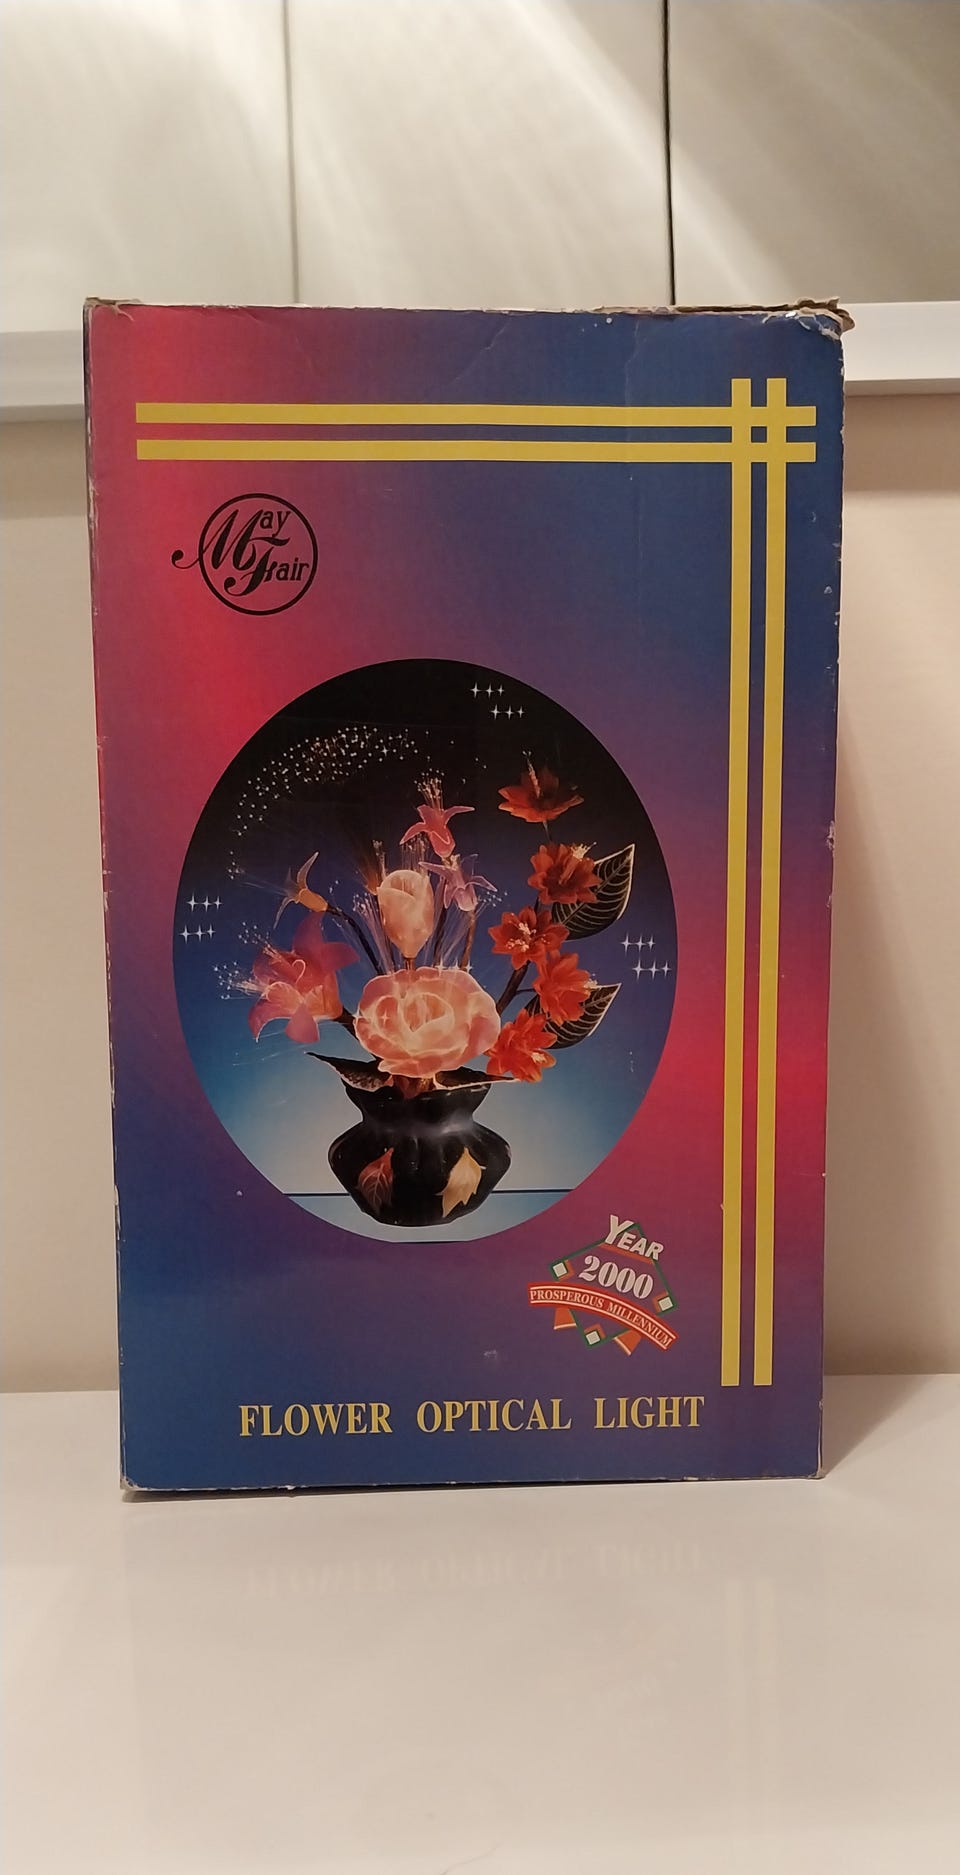 May
Fair
YEAR
2000
PROSPEROUS MILLENNIUM
FLOWER OPTICAL LIGHT